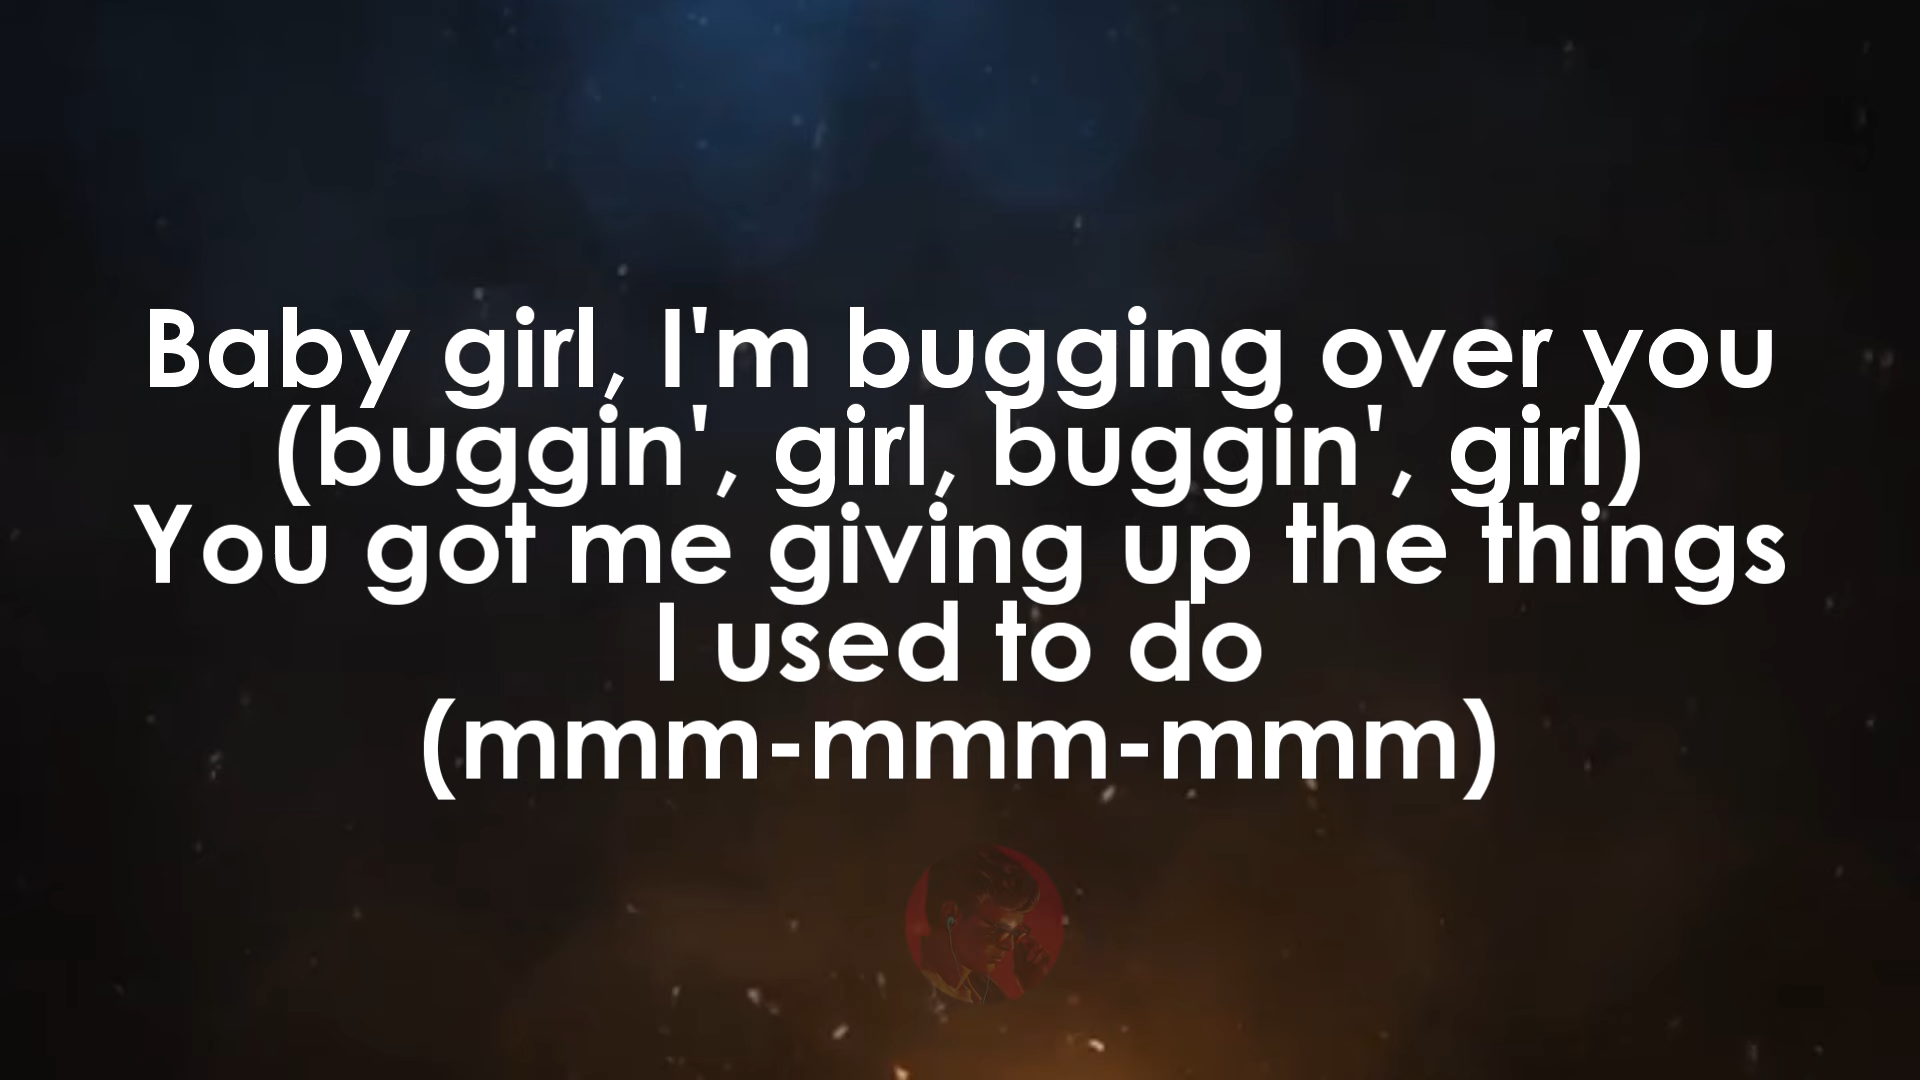 Baby girl, I'm bugging over you
(buggin', girl, buggin', girl)
You got me giving up the things
I used to do
(mmm-mmm-mmm)